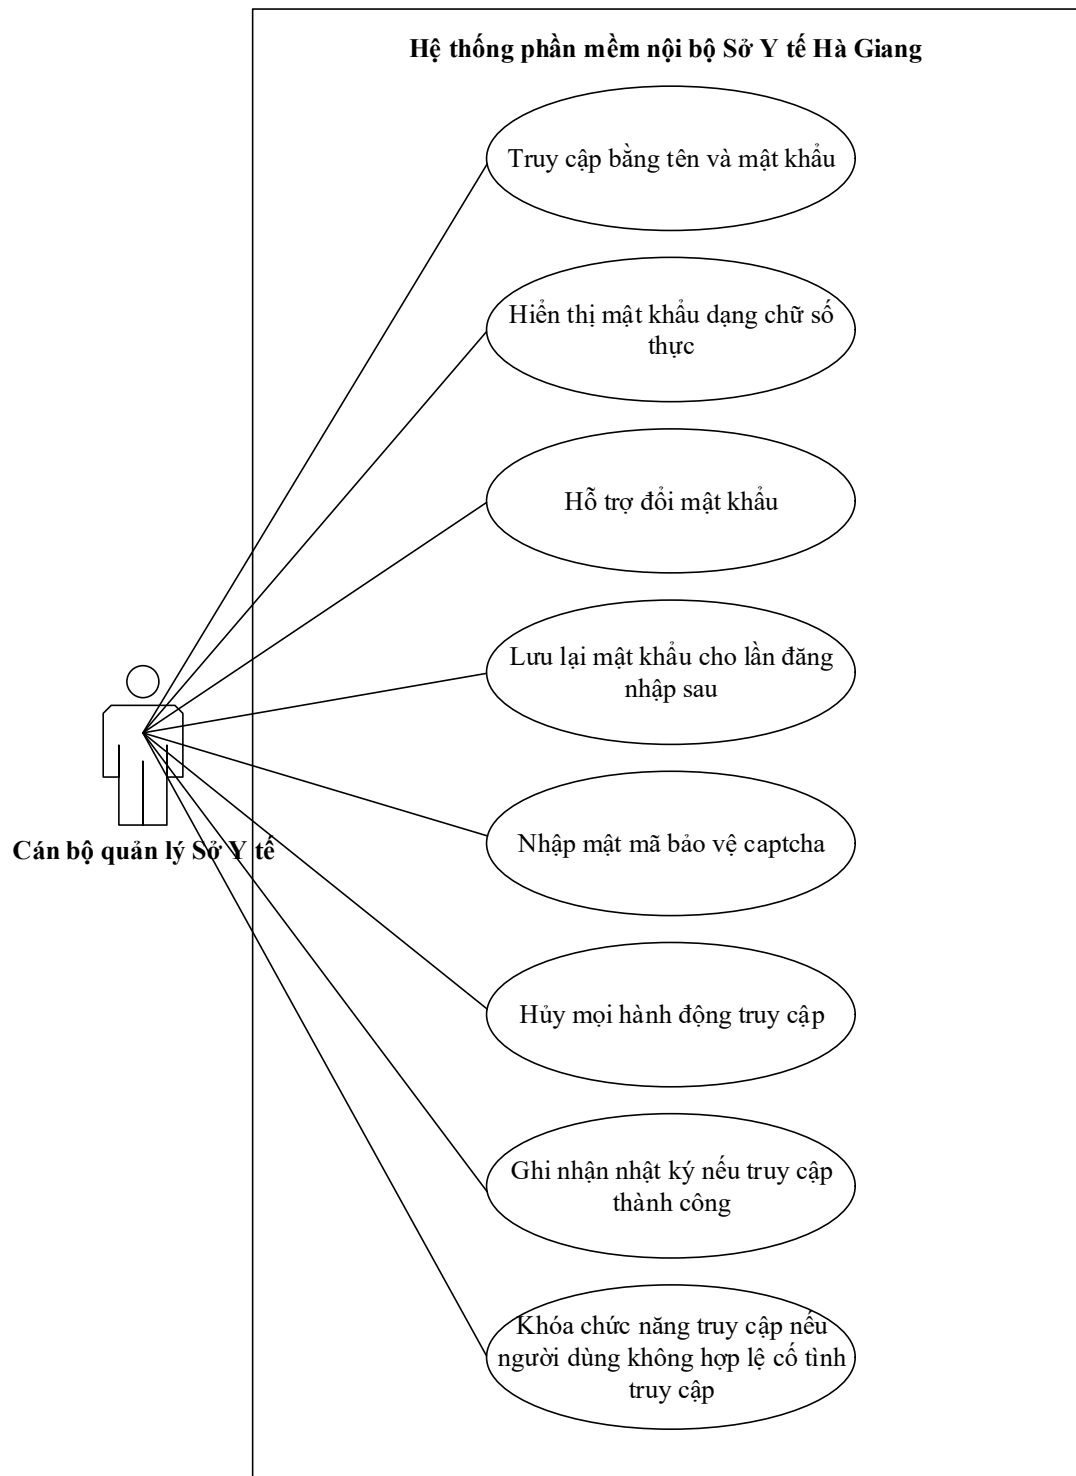 Hệ thống phần mềm nội bộ Sở Y tế Hà Giang
Truy cập bằng tên và mật khẩu
Hiển thị mật khẩu dạng chữ số
thực
Hỗ trợ đổi mật khẩu
Lưu lại mật khẩu cho lần đăng
nhập sau
Cán bộ quản lý Sở Y tế
Nhập mật mã bảo vệ captcha
Hủy mọi hành động truy cập
Ghi nhận nhật ký nếu truy cập
thành công
Khóa chức năng truy cập nếu
người dùng không hợp lệ cố tình
truy cập